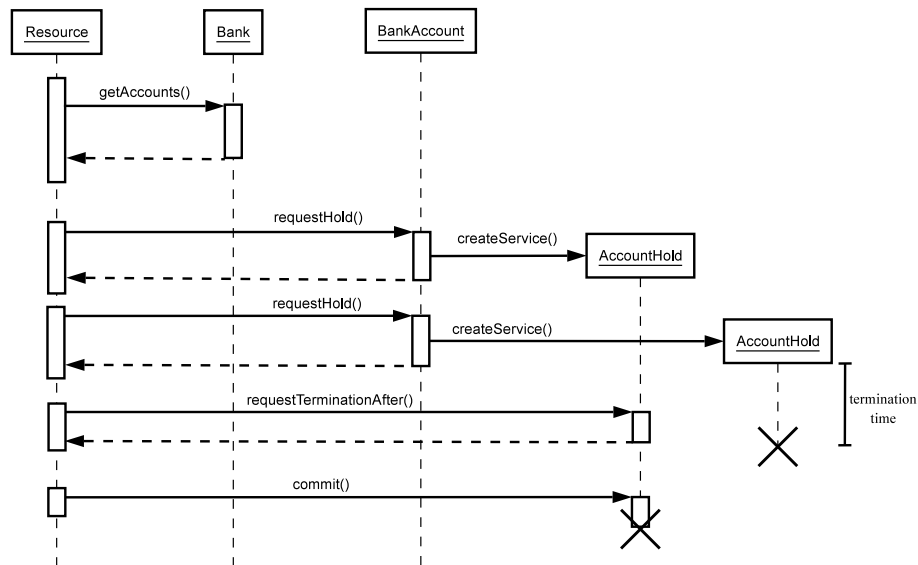 Resource
Bank
BankAccount
getAccounts()
requestHold()
createService()
AccountHold
requestHold()
createService()
AccountHold
requestTerminationAfter()
termination
time
commit()